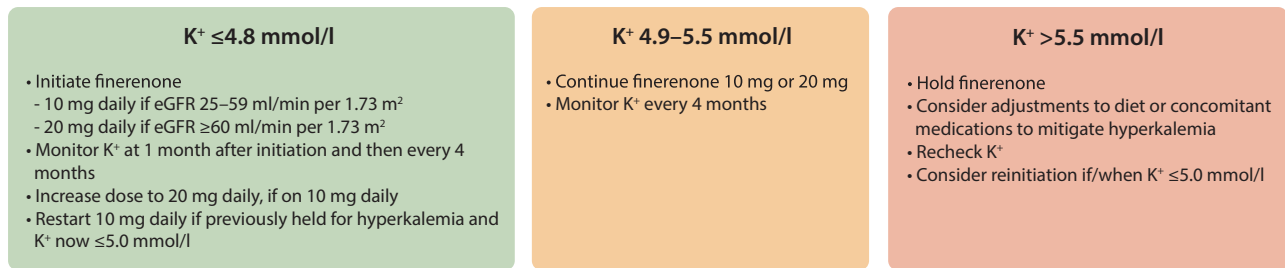 K⁺ ≤4.8 mmol/l
• Initiate finerenone
- 10 mg daily if eGFR 25–59 ml/min per 1.73 m²
- 20 mg daily if eGFR ≥60 ml/min per 1.73 m²
• Monitor K⁺ at 1 month after initiation and then every 4
months
• Increase dose to 20 mg daily, if on 10 mg daily
• Restart 10 mg daily if previously held for hyperkalemia and
K⁺ now ≤5.0 mmol/l
K⁺ 4.9–5.5 mmol/l
• Continue finerenone 10 mg or 20 mg
• Monitor K⁺ every 4 months
K⁺ >5.5 mmol/l
• Hold finerenone
• Consider adjustments to diet or concomitant
medications to mitigate hyperkalemia
• Recheck K⁺
• Consider reinitiation if/when K⁺ ≤5.0 mmol/l